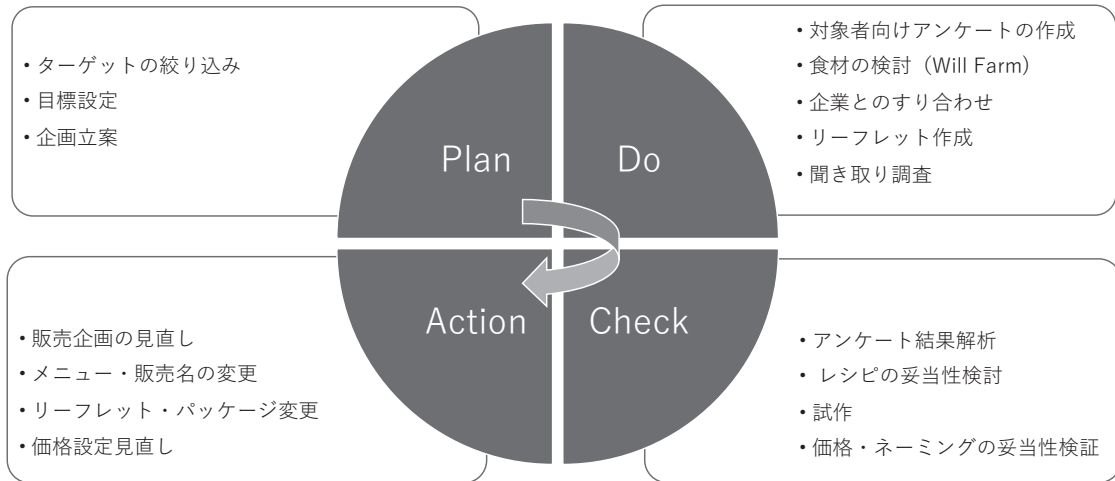 ・ターゲットの絞り込み
・目標設定
・企画立案
Plan
Do
・対象者向けアンケートの作成
・食材の検討（Will Farm）
・企業とのすり合わせ
・リーフレット作成
・聞き取り調査
・販売企画の見直し
・メニュー・販売名の変更
・リーフレット・パッケージ変更
・価格設定見直し
Action
Check
・アンケート結果解析
・レシピの妥当性検討
・試作
・価格・ネーミングの妥当性検証